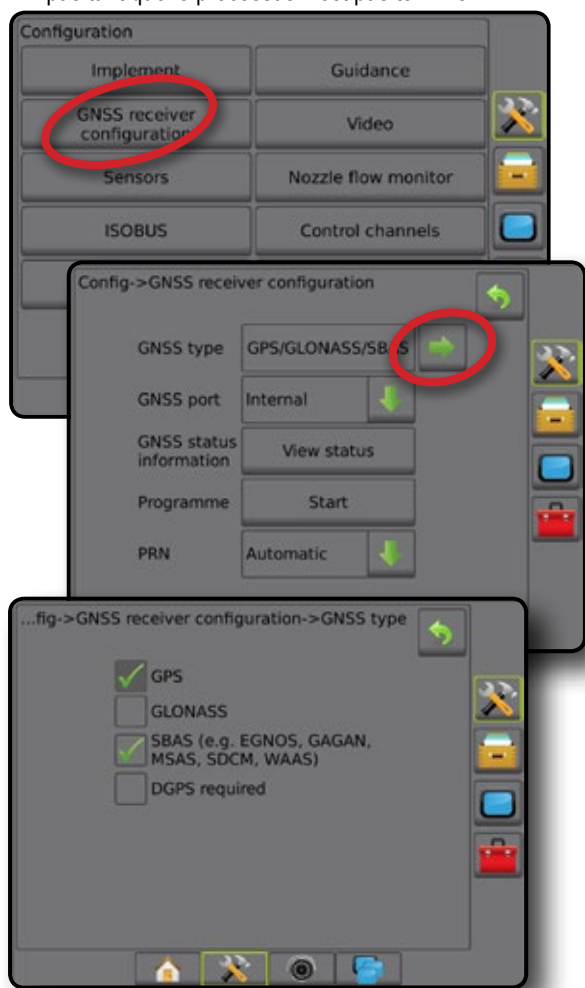 Configuration
Implement
Guidance
GNSS receiver
configuration
Video
Sensors
Nozzle flow monitor
ISOBUS
Control channels
Config->GNSS receiver configuration
GNSS type
GPS/GLONASS/SBAS
GNSS port
Internal
GNSS status
information
View status
Programme
Start
PRN
Automatic
...fig->GNSS receiver configuration->GNSS type
GPS
GLONASS
SBAS (e.g. EGNOS, GAGAN,
MSAS, SDCM, WAAS)
DGPS required